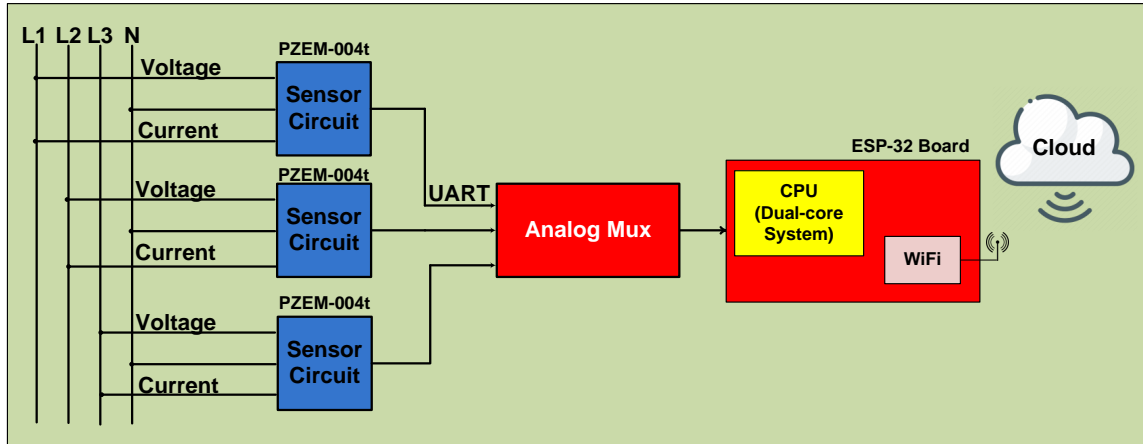 L1 L2 L3 N
PZEM-004t
Voltage
Sensor
Circuit
Current
PZEM-004t
Voltage
Sensor
Circuit
Current
PZEM-004t
Voltage
Sensor
Circuit
Current
UART
Analog Mux
ESP-32 Board
CPU
(Dual-core
System)
WiFi
Cloud